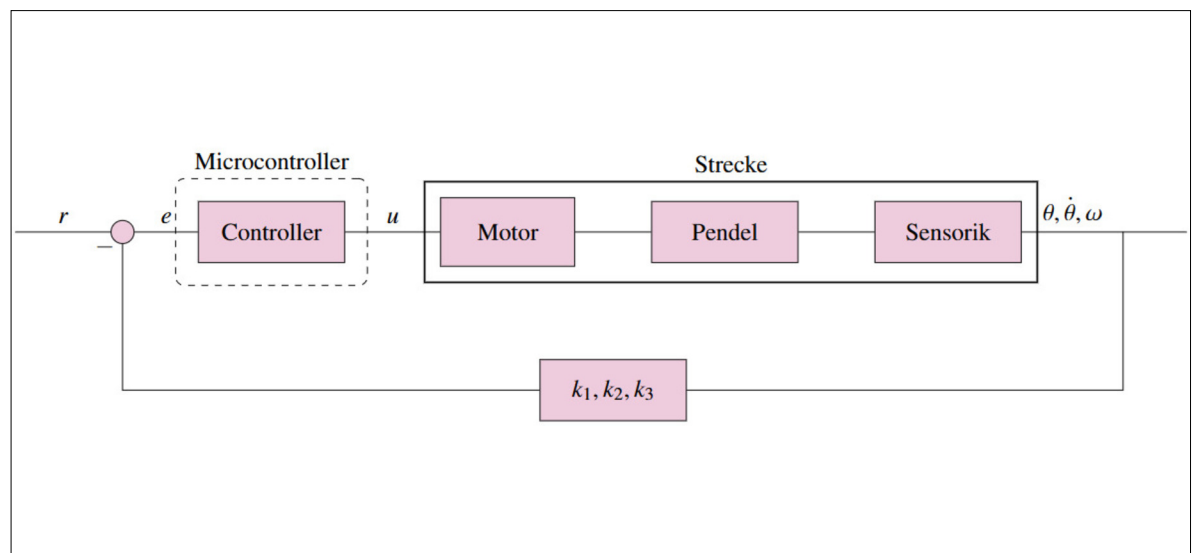 Microcontroller
Strecke
r
e
Controller
u
Motor
Pendel
Sensorik
θ, θ̇, ω
−
k₁, k₂, k₃